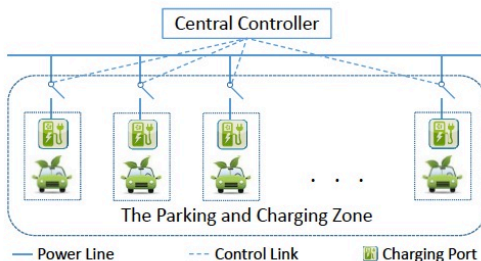 Central Controller
. . .
The Parking and Charging Zone
Power Line Control Link Charging Port